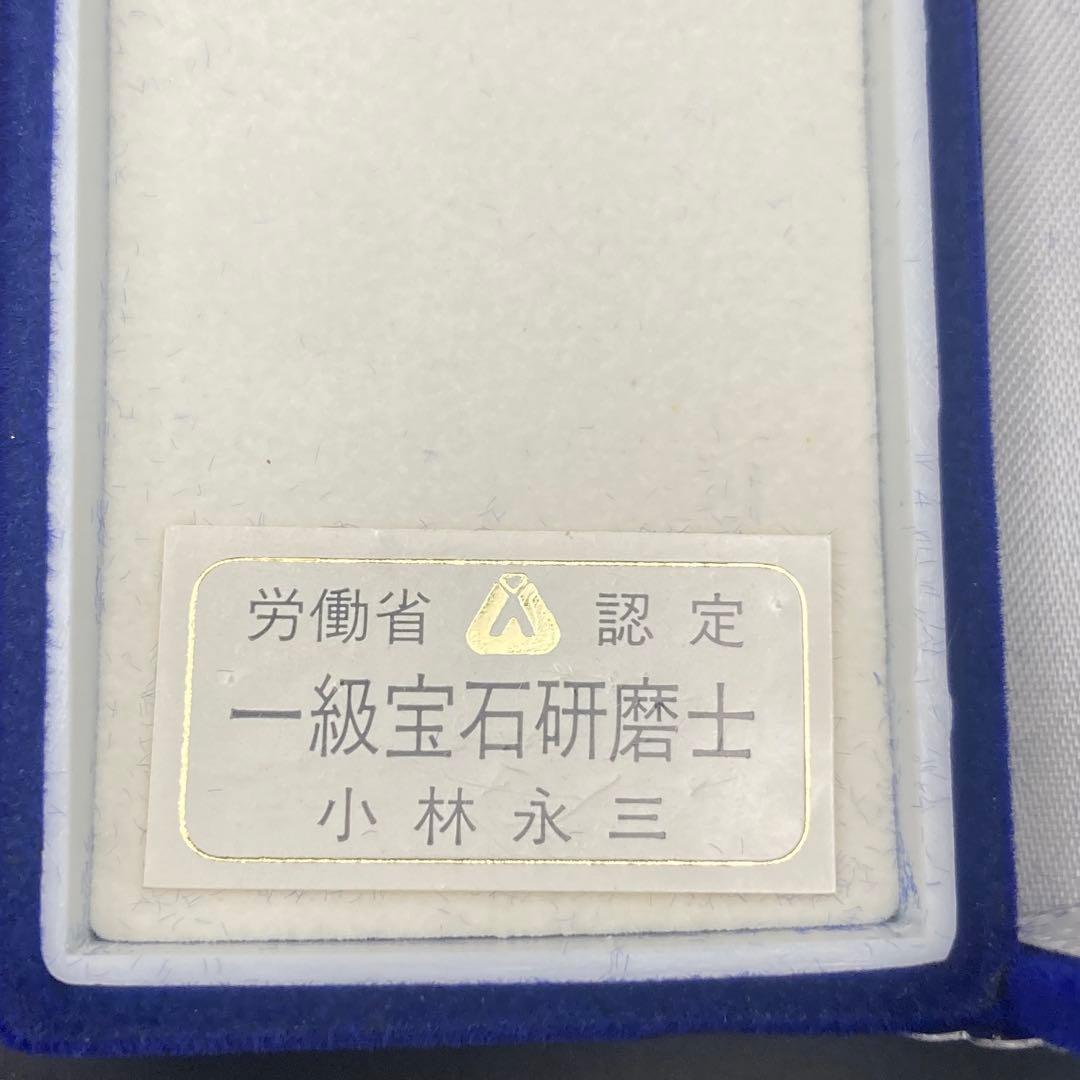 労働省 認定
一級宝石研磨士
小林永三